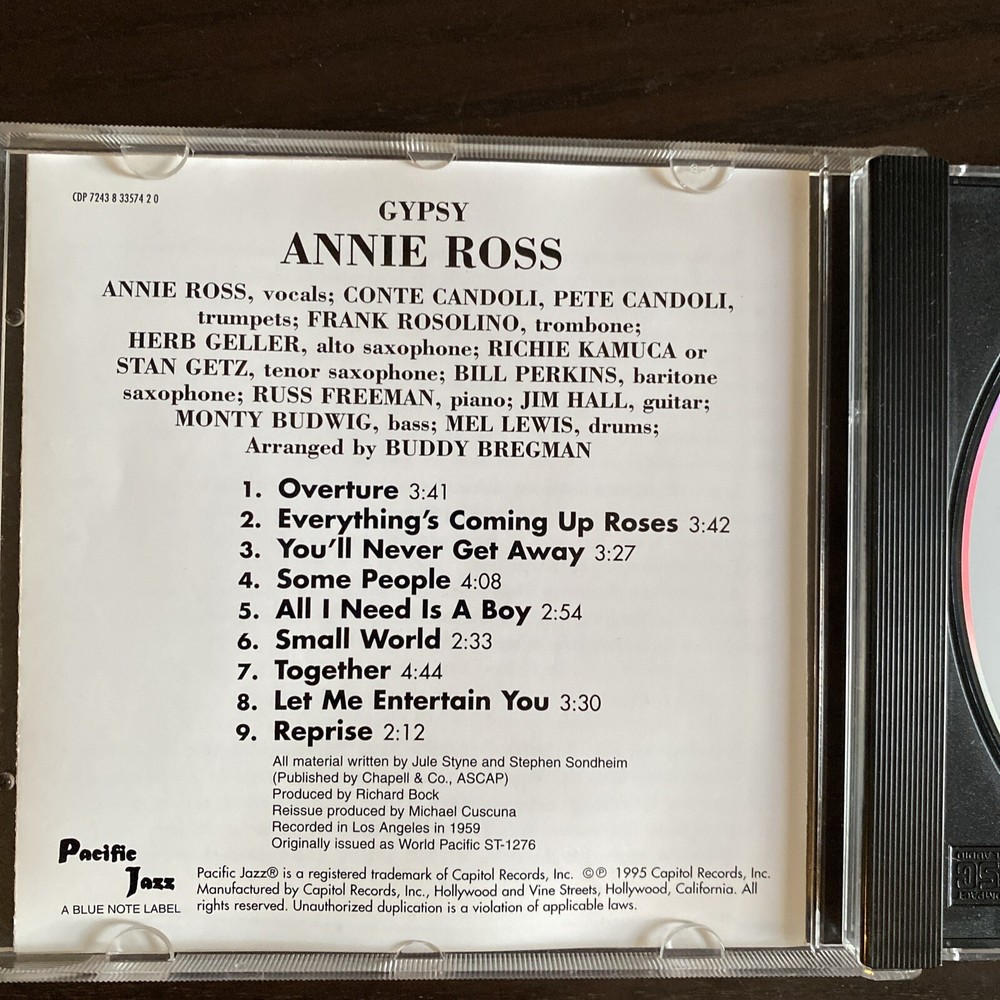 CDP 7243 8 33574 2 0
GYPSY
ANNIE ROSS
ANNIE ROSS, vocals; CONTE CANDOLI, PETE CANDOLI,
trumpets; FRANK ROSOLINO, trombone;
HERB GELLER, alto saxophone; RICHIE KAMUCA or
STAN GETZ, tenor saxophone; BILL PERKINS, baritone
saxophone; RUSS FREEMAN, piano; JIM HALL, guitar;
MONTY BUDWIG, bass; MEL LEWIS, drums;
Arranged by BUDDY BREGMAN
1. Overture 3:41
2. Everything's Coming Up Roses 3:42
3. You'll Never Get Away 3:27
4. Some People 4:08
5. All I Need Is A Boy 2:54
6. Small World 2:33
7. Together 4:44
8. Let Me Entertain You 3:30
9. Reprise 2:12
All material written by Jule Styne and Stephen Sondheim
(Published by Chapell & Co., ASCAP)
Produced by Richard Bock
Reissue produced by Michael Cuscuna
Recorded in Los Angeles in 1959
Originally issued as World Pacific ST-1276
Pacific
Jazz
A BLUE NOTE LABEL
Pacific Jazz® is a registered trademark of Capitol Records, Inc. ©℗ 1995 Capitol Records, Inc.
Manufactured by Capitol Records, Inc., Hollywood and Vine Streets, Hollywood, California. All
rights reserved. Unauthorized duplication is a violation of applicable laws.